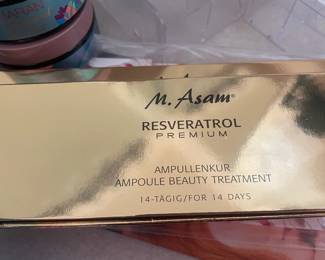 M. Asam®
RESVERATROL
PREMIUM
AMPULLENKUR
AMPOULE BEAUTY TREATMENT
14-TÄGIG/FOR 14 DAYS